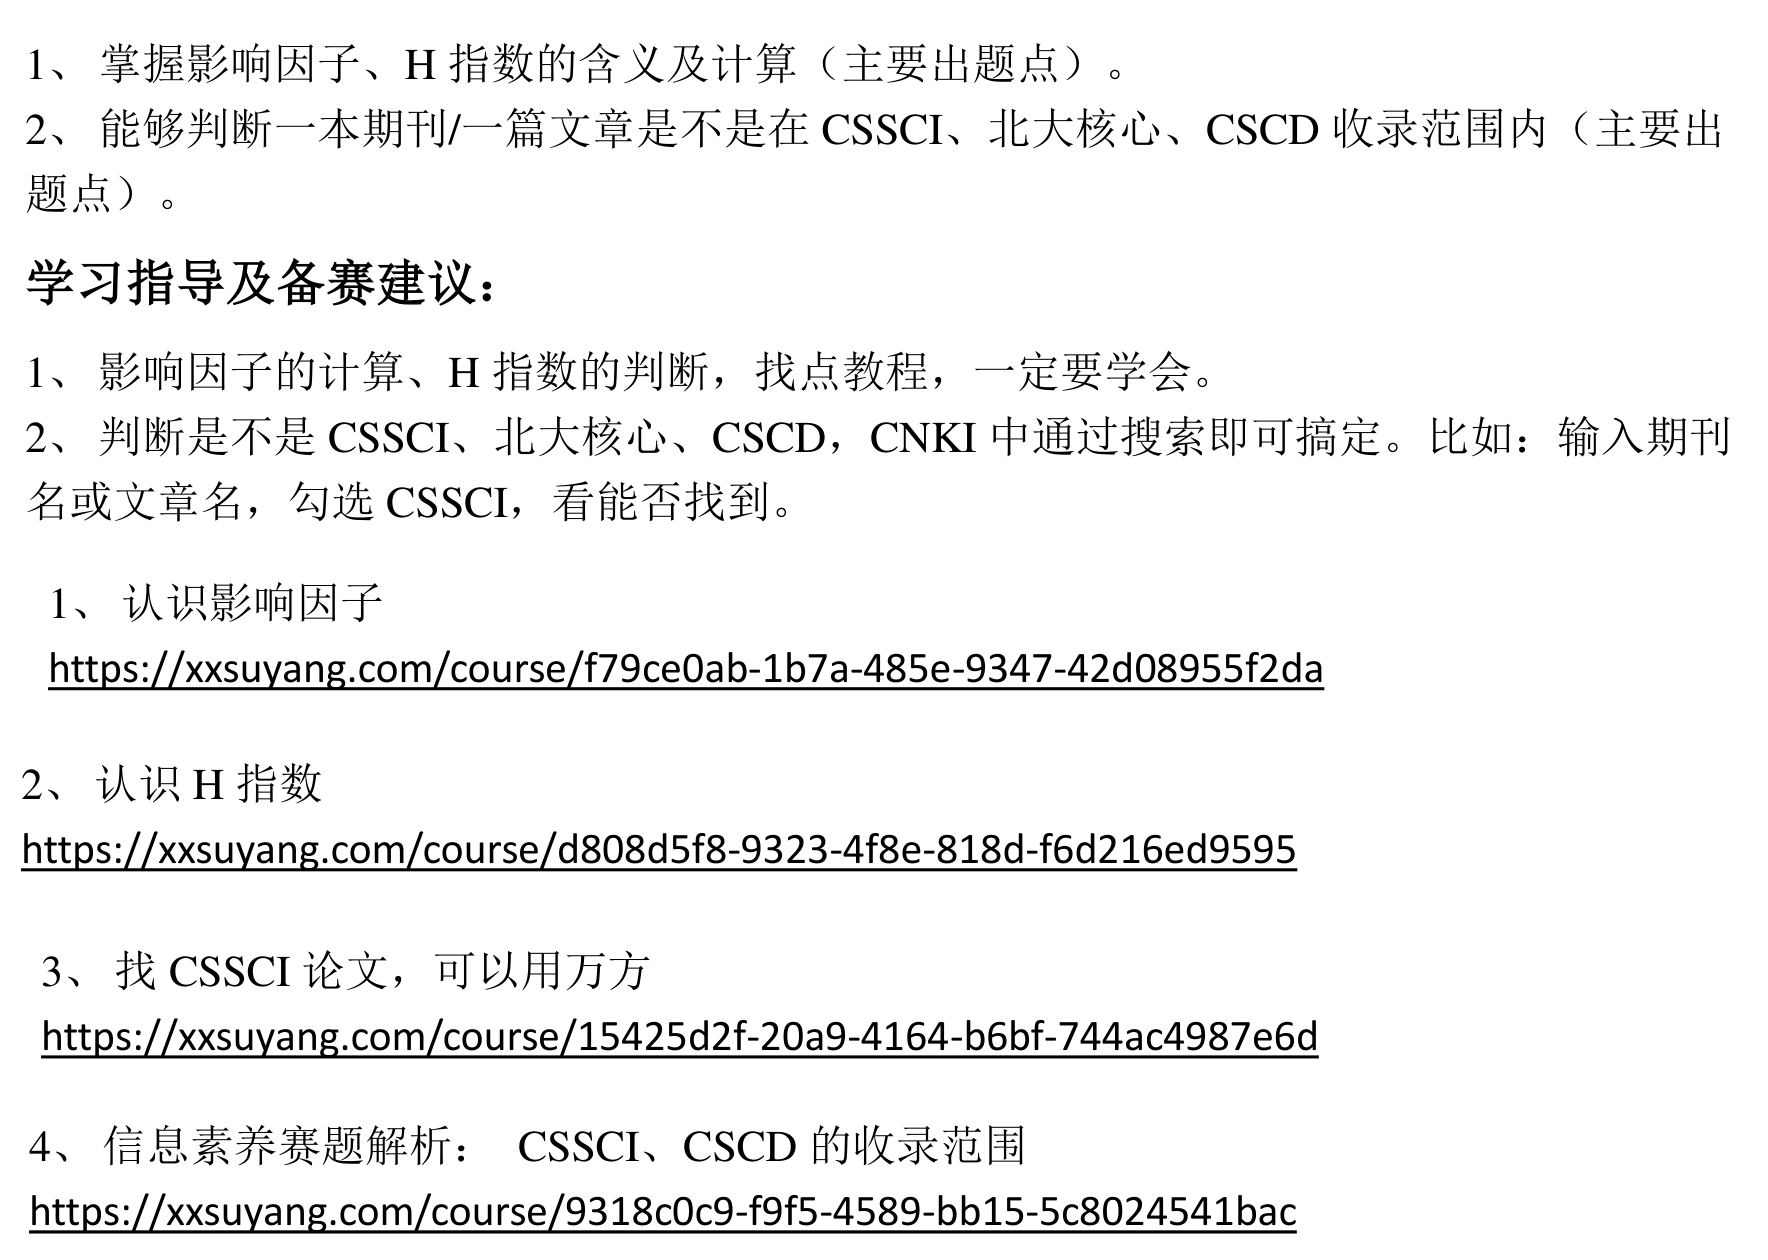 1、 掌握影响因子、H 指数的含义及计算（主要出题点）。
2、 能够判断一本期刊/一篇文章是不是在 CSSCI、北大核心、CSCD 收录范围内（主要出
题点）。
学习指导及备赛建议：
1、 影响因子的计算、H 指数的判断，找点教程，一定要学会。
2、 判断是不是 CSSCI、北大核心、CSCD，CNKI 中通过搜索即可搞定。比如：输入期刊
名或文章名，勾选 CSSCI，看能否找到。
1、 认识影响因子
https://xxsuyang.com/course/f79ce0ab-1b7a-485e-9347-42d08955f2da
2、 认识 H 指数
https://xxsuyang.com/course/d808d5f8-9323-4f8e-818d-f6d216ed9595
3、 找 CSSCI 论文，可以用万方
https://xxsuyang.com/course/15425d2f-20a9-4164-b6bf-744ac4987e6d
4、 信息素养赛题解析： CSSCI、CSCD 的收录范围
https://xxsuyang.com/course/9318c0c9-f9f5-4589-bb15-5c8024541bac